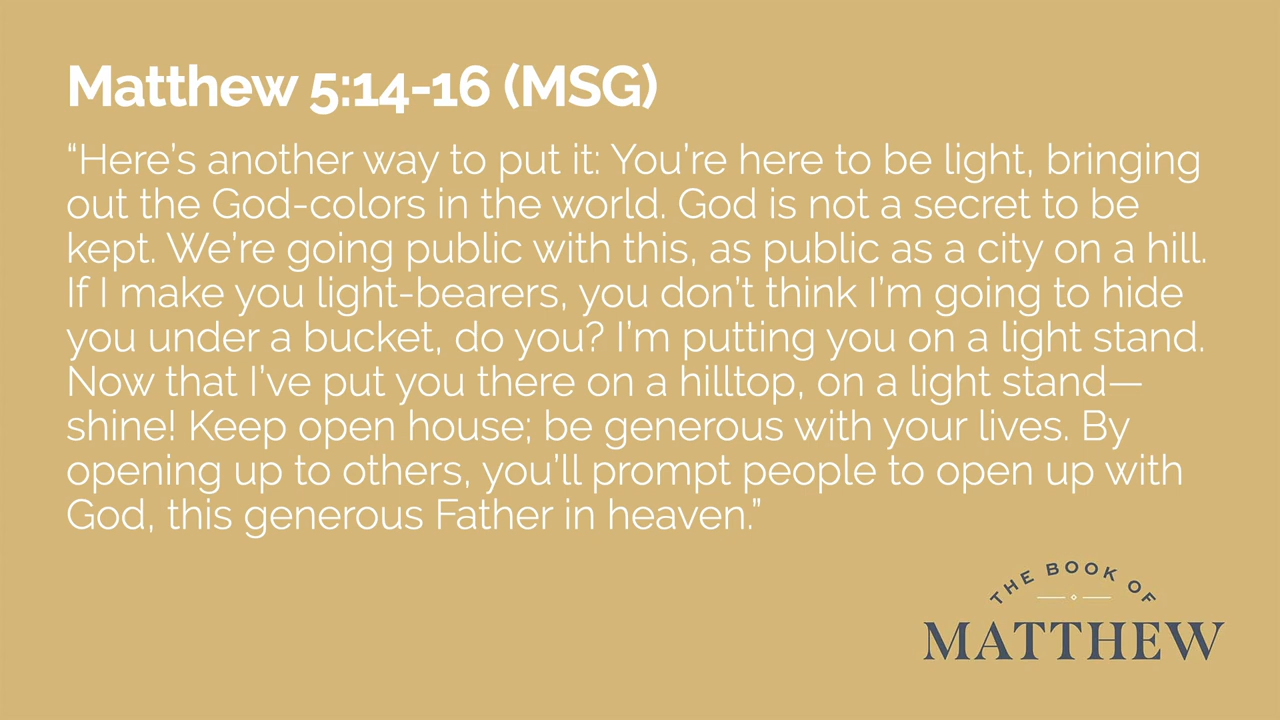 Matthew 5:14-16 (MSG)
“Here’s another way to put it: You’re here to be light, bringing
out the God-colors in the world. God is not a secret to be
kept. We’re going public with this, as public as a city on a hill.
If I make you light-bearers, you don’t think I’m going to hide
you under a bucket, do you? I’m putting you on a light stand.
Now that I’ve put you there on a hilltop, on a light stand—
shine! Keep open house; be generous with your lives. By
opening up to others, you’ll prompt people to open up with
God, this generous Father in heaven.”
THE BOOK OF
MATTHEW